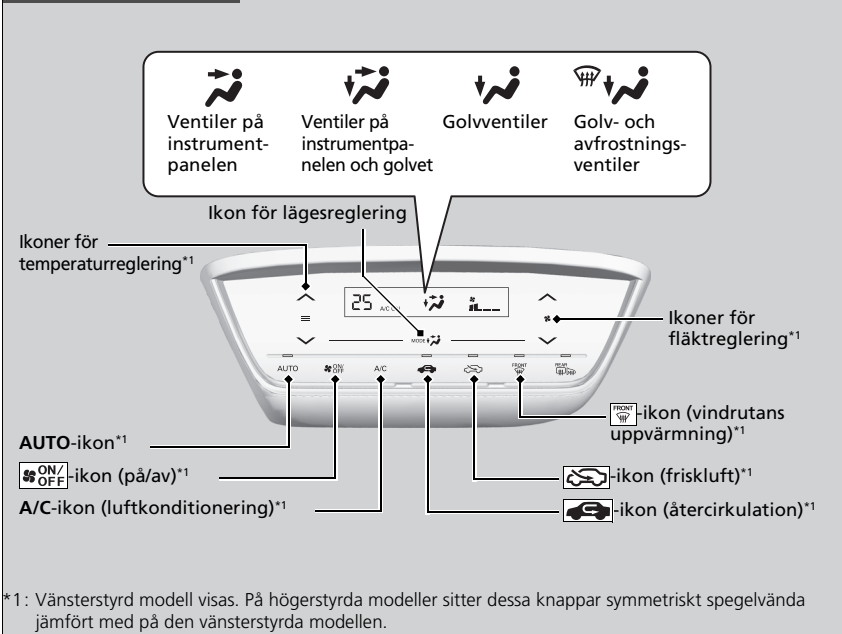 Ventiler på
instrument-
panelen
Ventiler på
instrumentpa-
nelen och golvet
Golvventiler
Golv- och
avfrostnings-
ventiler
Ikon för lägesreglering
Ikoner för
temperaturreglering*1
25
MODE
AUTO
ON/
OFF
A/C
FRONT
REAR
Ikoner för
fläktreglering*1
FRONT
-ikon (vindrutans
uppvärmning)*1
AUTO-ikon*1
ON/
OFF
-ikon (på/av)*1
-ikon (friskluft)*1
A/C-ikon (luftkonditionering)*1
-ikon (återcirkulation)*1
*1: Vänsterstyrd modell visas. På högerstyrda modeller sitter dessa knappar symmetriskt spegelvända
jämfört med på den vänsterstyrda modellen.